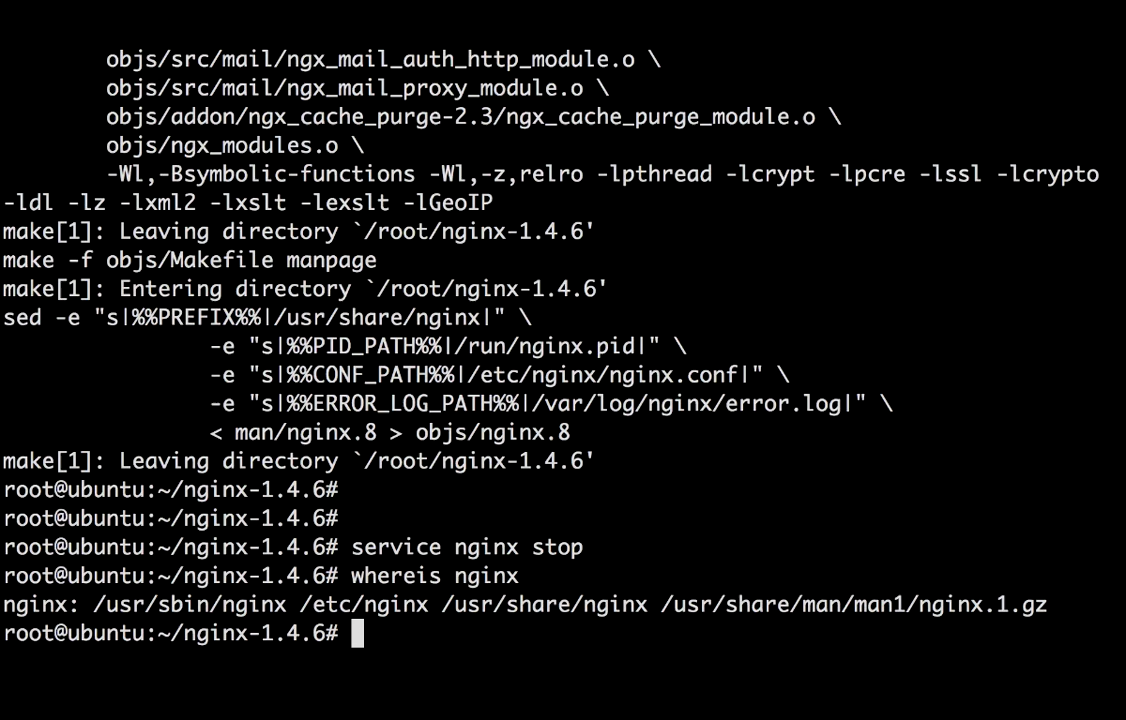 objs/src/mail/ngx_mail_auth_http_module.o \
objs/src/mail/ngx_mail_proxy_module.o \
objs/addon/ngx_cache_purge-2.3/ngx_cache_purge_module.o \
objs/ngx_modules.o \
-Wl,-Bsymbolic-functions -Wl,-z,relro -lpthread -lcrypt -lpcre -lssl -lcrypto
-ldl -lz -lxml2 -lxslt -lexslt -lGeoIP
make[1]: Leaving directory `/root/nginx-1.4.6'
make -f objs/Makefile manpage
make[1]: Entering directory `/root/nginx-1.4.6'
sed -e "s|%%PREFIX%%|/usr/share/nginx|" \
-e "s|%%PID_PATH%%|/run/nginx.pid|" \
-e "s|%%CONF_PATH%%|/etc/nginx/nginx.conf|" \
-e "s|%%ERROR_LOG_PATH%%|/var/log/nginx/error.log|" \
< man/nginx.8 > objs/nginx.8
make[1]: Leaving directory `/root/nginx-1.4.6'
root@ubuntu:~/nginx-1.4.6#
root@ubuntu:~/nginx-1.4.6#
root@ubuntu:~/nginx-1.4.6# service nginx stop
root@ubuntu:~/nginx-1.4.6# whereis nginx
nginx: /usr/sbin/nginx /etc/nginx /usr/share/nginx /usr/share/man/man1/nginx.1.gz
root@ubuntu:~/nginx-1.4.6#